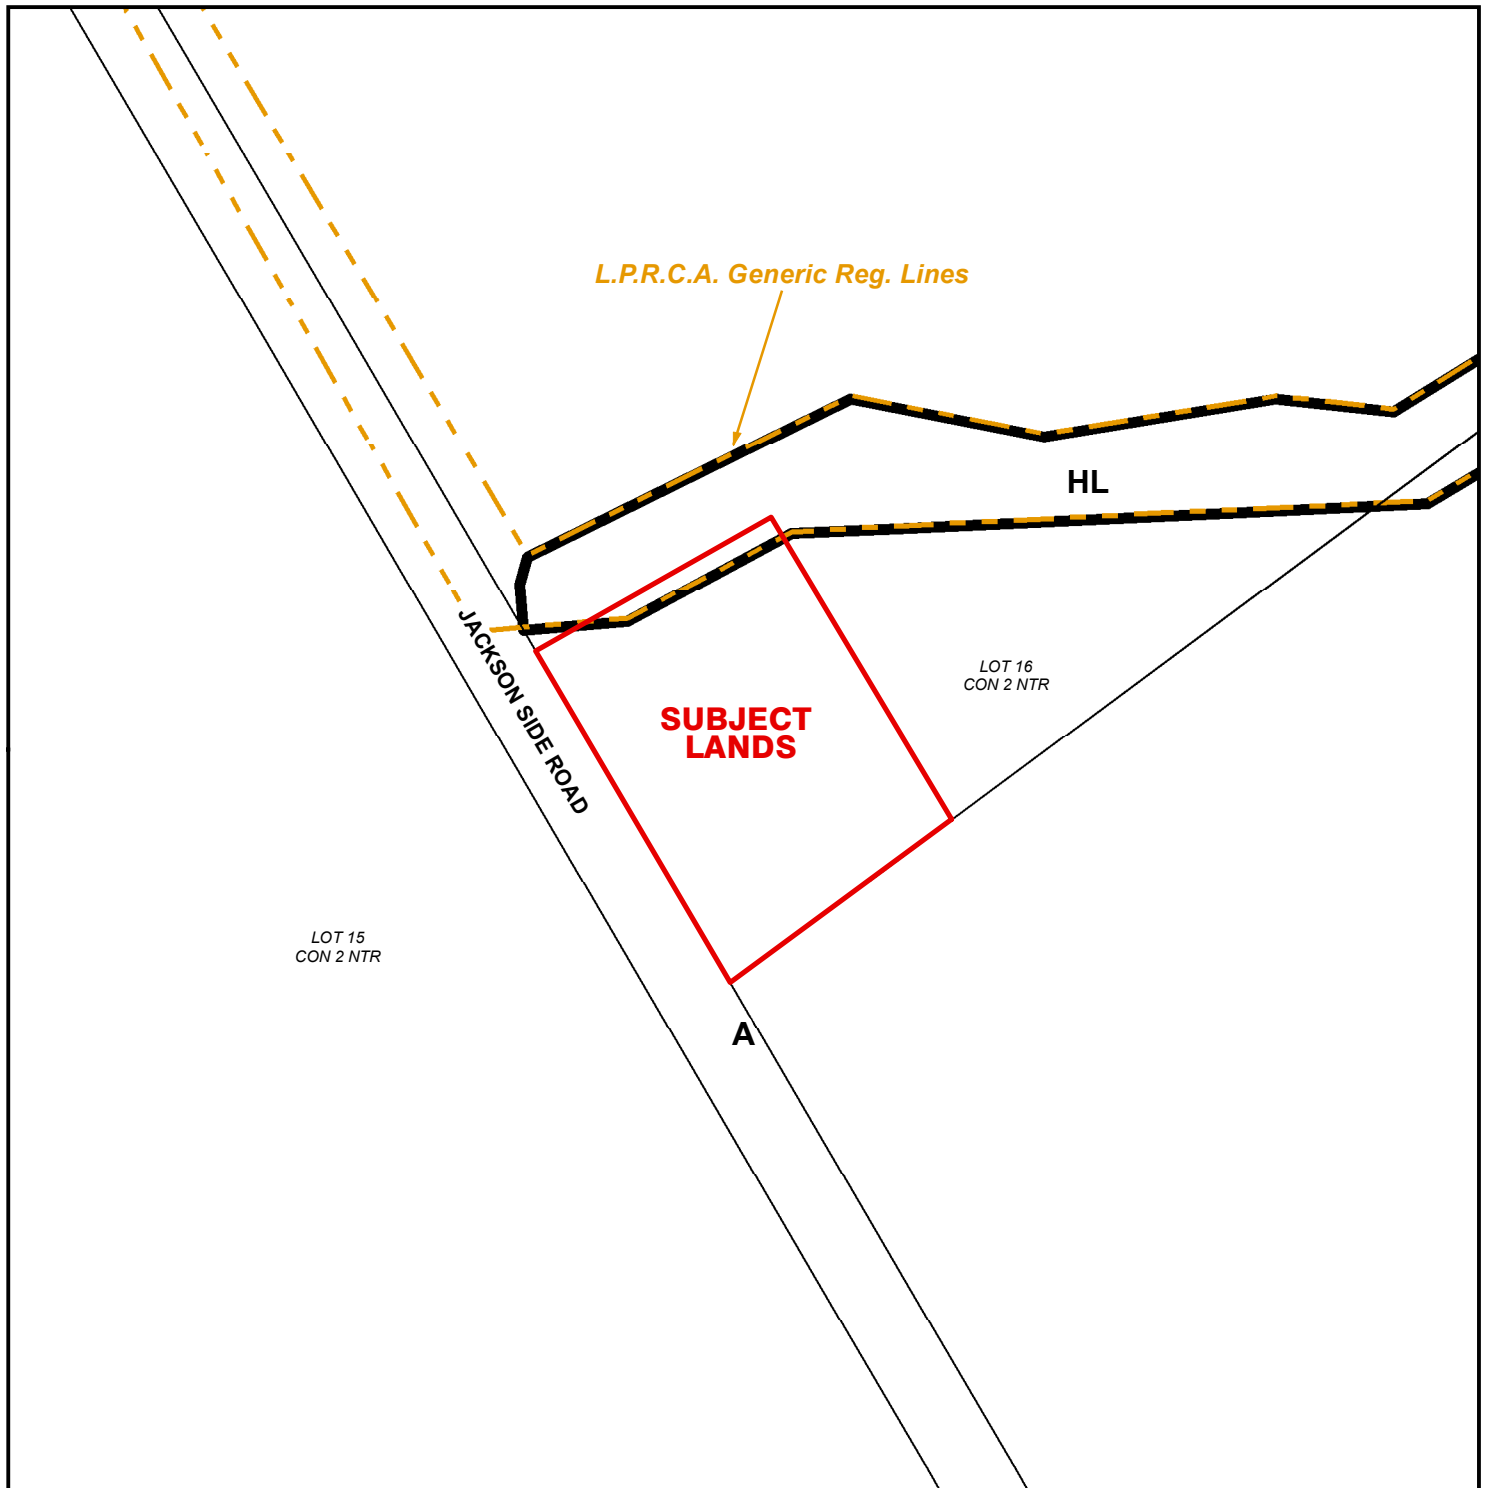 L.P.R.C.A. Generic Reg. Lines
HL
JACKSON SIDE ROAD
LOT 16
CON 2 NTR
SUBJECT
LANDS
LOT 15
CON 2 NTR
A